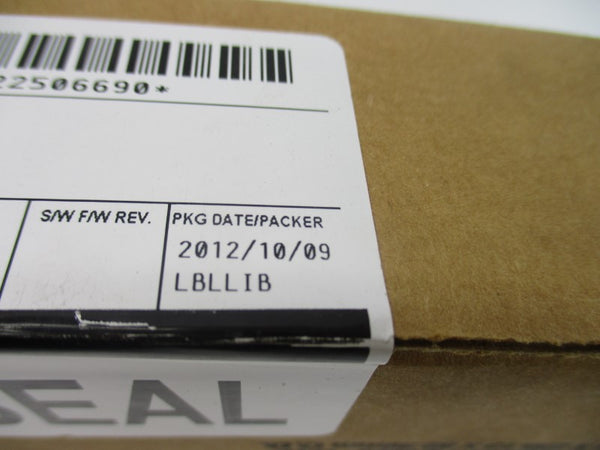 22506690*
S/W F/W REV. PKG DATE/PACKER
2012/10/09
LBLLIB
SEAL